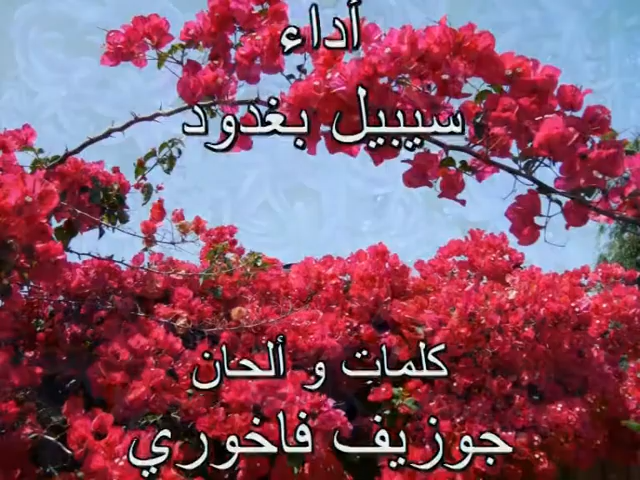 أداء
سيبيل بغدود
كلمات و ألحان
جوزيف فاخوري